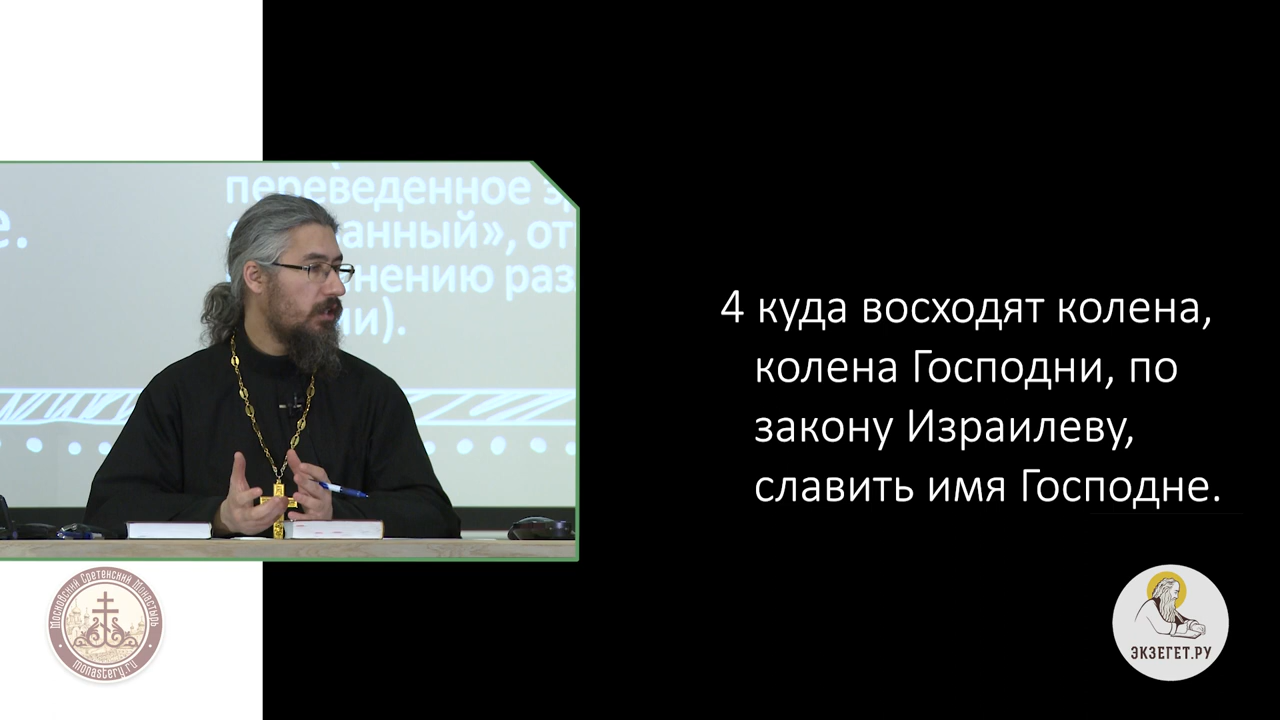 переведенное
анный», от
нению раз
ии).
е.
4 куда восходят колена,
колена Господни, по
закону Израилеву,
славить имя Господне.
Московский Сретенский Монастырь
monastery.ru
ЭКЗЕГЕТ.РУ